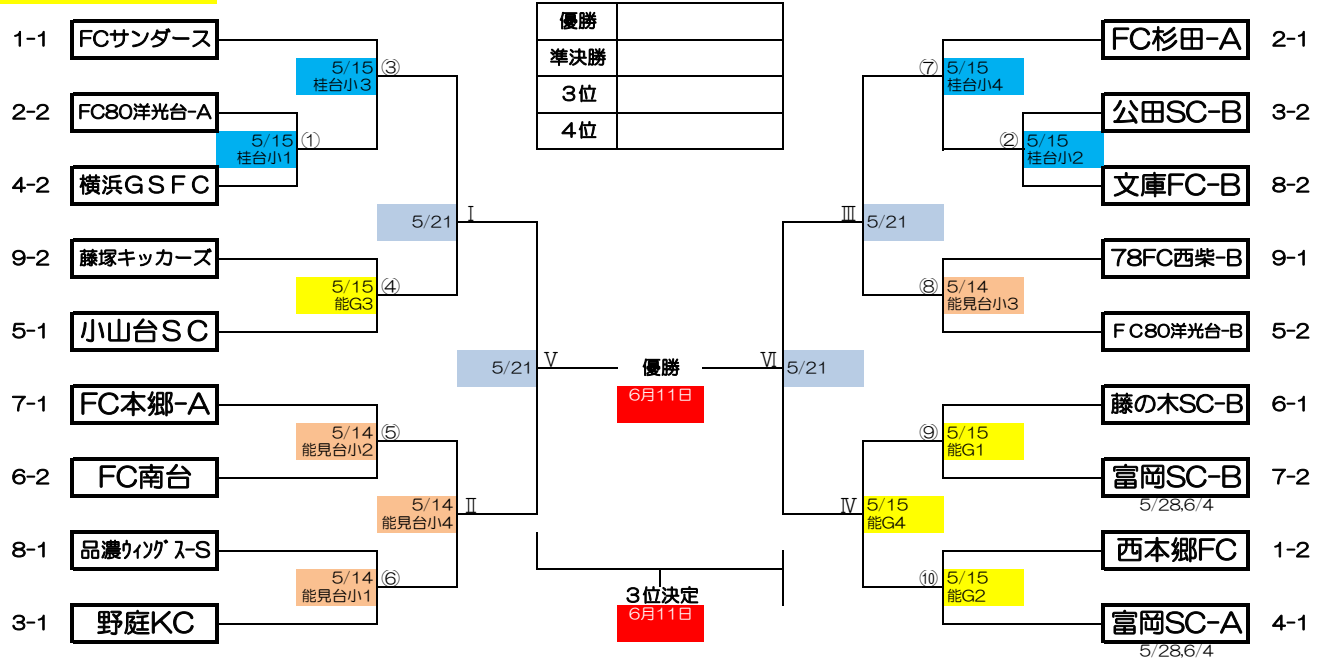 優勝
準決勝
3位
4位
1-1 FCサンダース
5/15 ③
桂台小3
2-2 FC80洋光台-A
5/15 ①
桂台小1
4-2 横浜GSFC
5/21 Ⅰ
9-2 藤塚キッカーズ
5/15 ④
能G3
5-1 小山台SC
5/21 Ⅴ
7-1 FC本郷-A
5/14 ⑤
能見台小2
6-2 FC南台
5/14 Ⅱ
能見台小4
8-1 品濃ウィングス-S
5/14 ⑥
能見台小1
3-1 野庭KC
優勝
6月11日
3位決定
6月11日
FC杉田-A 2-1
⑦ 5/15
桂台小4
公田SC-B 3-2
② 5/15
桂台小2
文庫FC-B 8-2
Ⅲ 5/21
78FC西柴-B 9-1
⑧ 5/14
能見台小3
FC80洋光台-B 5-2
Ⅵ 5/21
藤の木SC-B 6-1
⑨ 5/15
能G1
富岡SC-B 7-2
5/28,6/4
Ⅳ 5/15
能G4
西本郷FC 1-2
⑩ 5/15
能G2
富岡SC-A 4-1
5/28,6/4